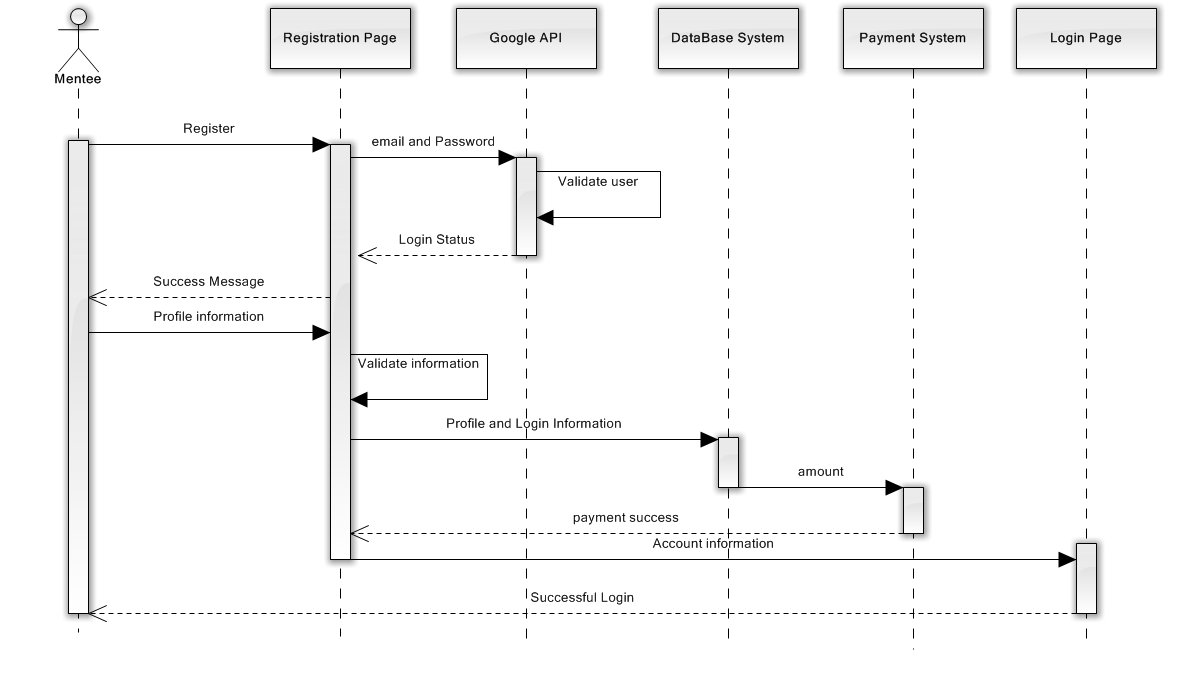 Registration Page
Google API
DataBase System
Payment System
Login Page
Mentee
Register
email and Password
Validate user
Login Status
Success Message
Profile information
Validate information
Profile and Login Information
amount
payment success
Account information
Successful Login